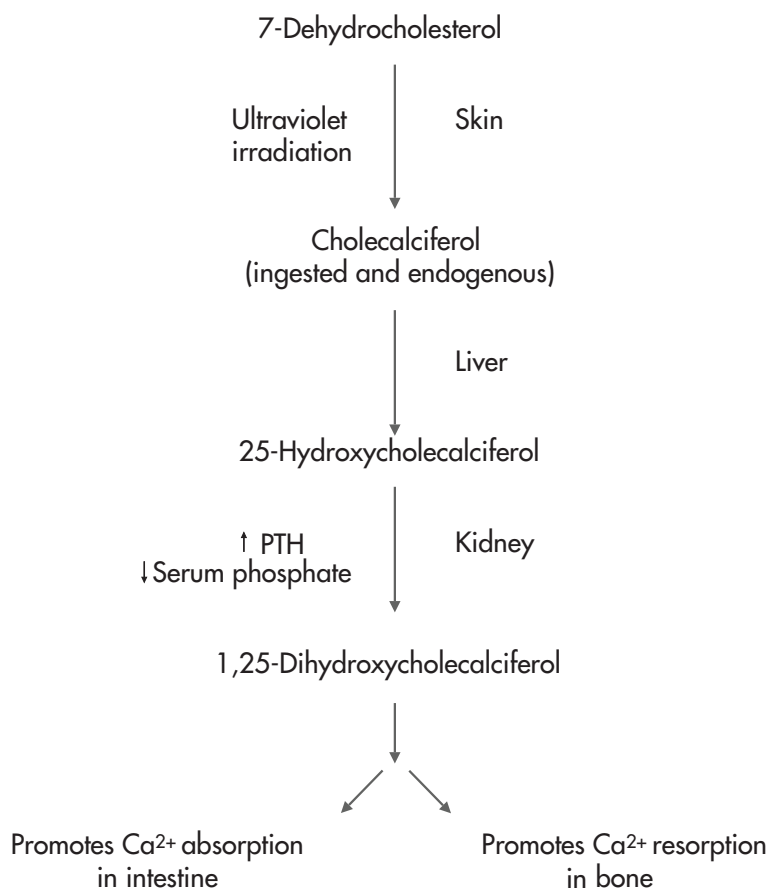 7-Dehydrocholesterol
Ultraviolet
irradiation
Skin
Cholecalciferol
(ingested and endogenous)
Liver
25-Hydroxycholecalciferol
↑ PTH
↓ Serum phosphate
Kidney
1,25-Dihydroxycholecalciferol
Promotes Ca²⁺ absorption
in intestine
Promotes Ca²⁺ resorption
in bone